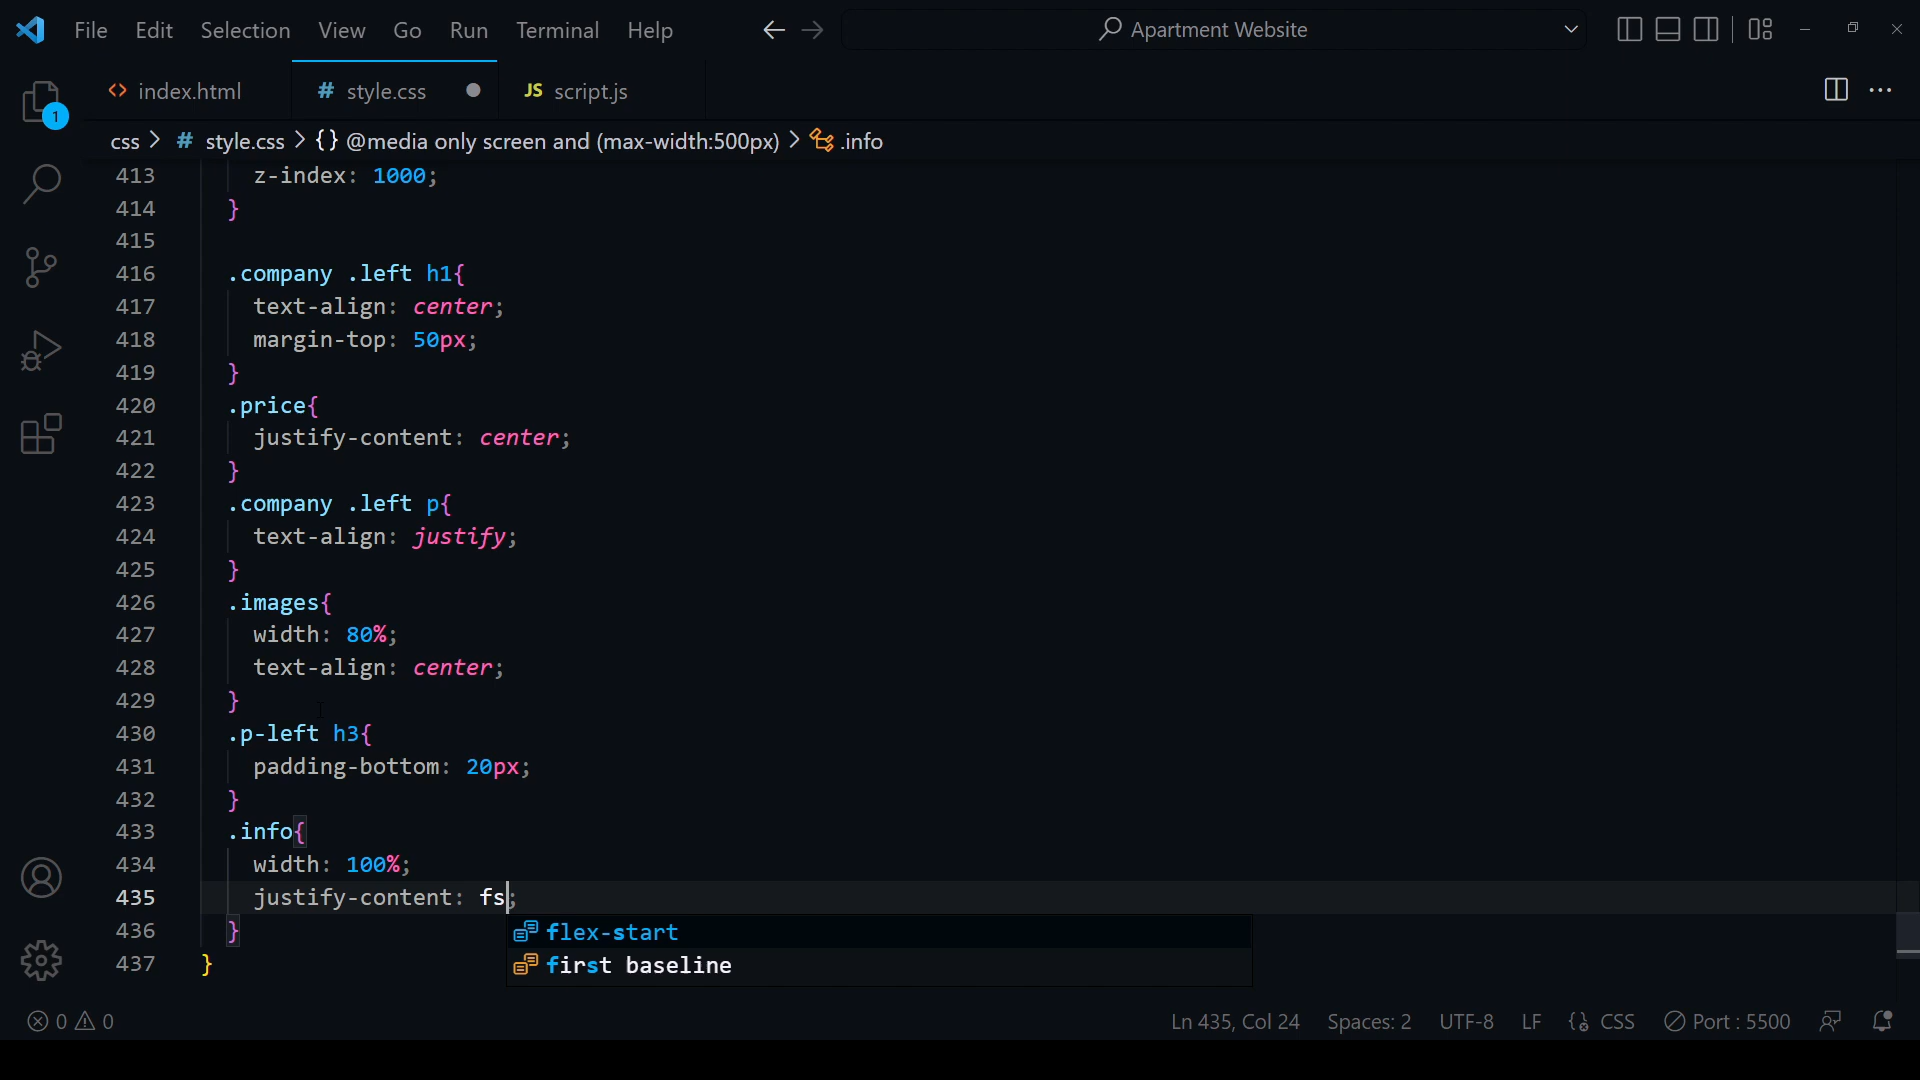 File Edit Selection View Go Run Terminal Help Apartment Website
index.html # style.css JS script.js
css > # style.css > {} @media only screen and (max-width:500px) > .info
413 z-index: 1000;
414 }
415
416 .company .left h1{
417 text-align: center;
418 margin-top: 50px;
419 }
420 .price{
421 justify-content: center;
422 }
423 .company .left p{
424 text-align: justify;
425 }
426 .images{
427 width: 80%;
428 text-align: center;
429 }
430 .p-left h3{
431 padding-bottom: 20px;
432 }
433 .info{
434 width: 100%;
435 justify-content: fs;
436 }
flex-start
437 }
first baseline
1
0 0 Ln 435, Col 24 Spaces: 2 UTF-8 LF {} CSS Port : 5500